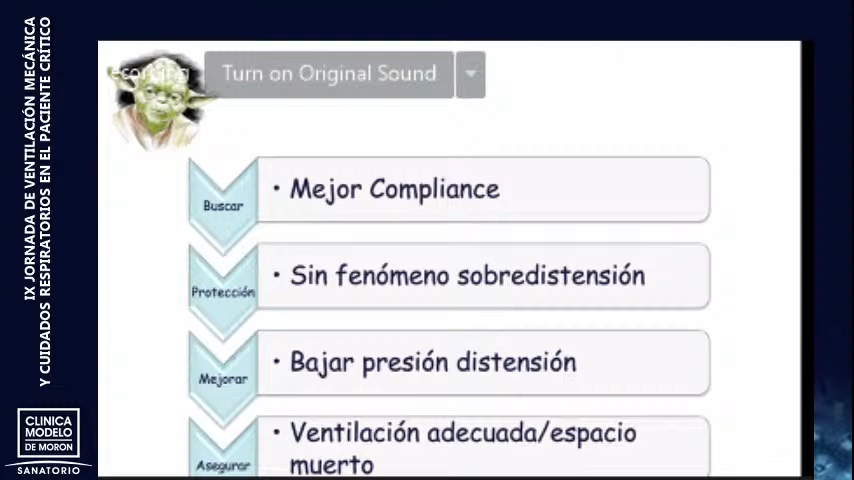 IX JORNADA DE VENTILACIÓN MECÁNICA
Y CUIDADOS RESPIRATORIOS EN EL PACIENTE CRÍTICO
Turn on Original Sound
Buscar
• Mejor Compliance
Protección
• Sin fenómeno sobredistensión
Mejorar
• Bajar presión distensión
Asegurar
• Ventilación adecuada/espacio
muerto
CLINICA
MODELO
DE MORON
SANATORIO